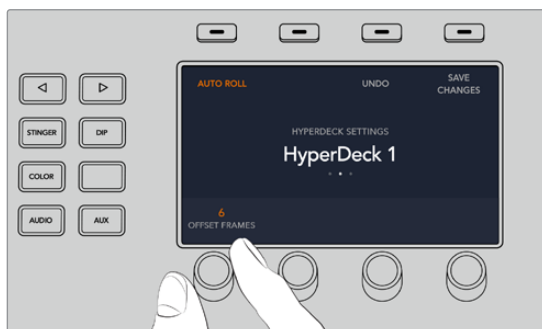 AUTO ROLL
UNDO
SAVE
CHANGES
HYPERDECK SETTINGS
HyperDeck 1
6
OFFSET FRAMES
STINGER
DIP
COLOR
AUDIO
AUX